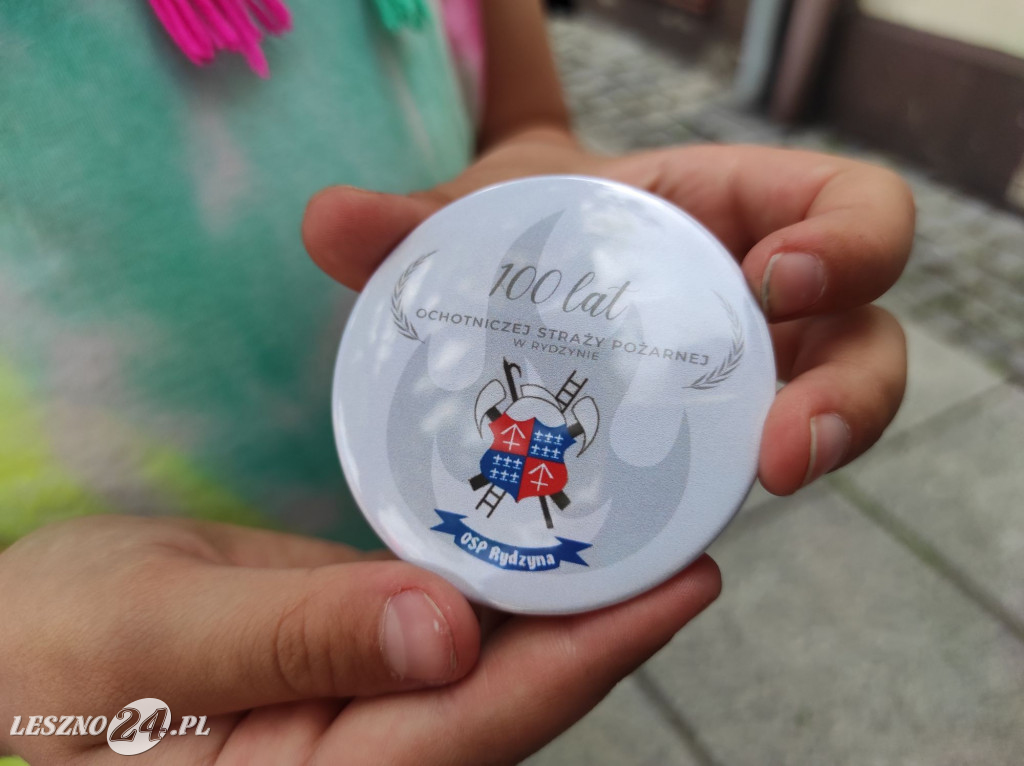 100 lat
OCHOTNICZEJ STRAŻY POŻARNEJ
W RYDZYNIE
OSP Rydzyna
LESZNO24.PL